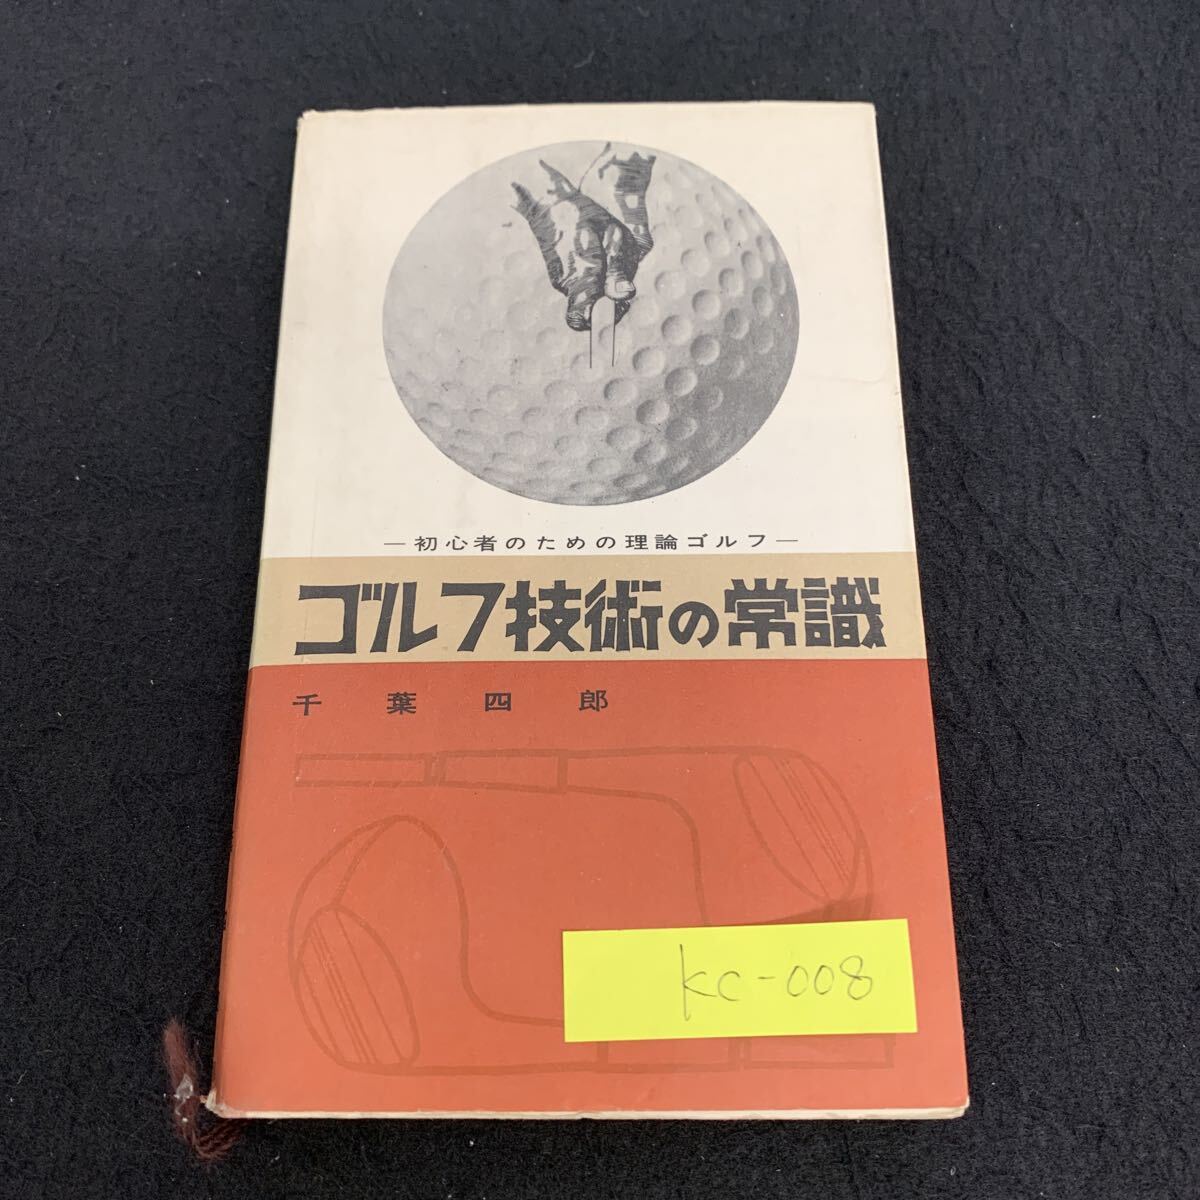 ―初心者のための理論ゴルフ―
ゴルフ技術の常識
千葉四郎
KC-008